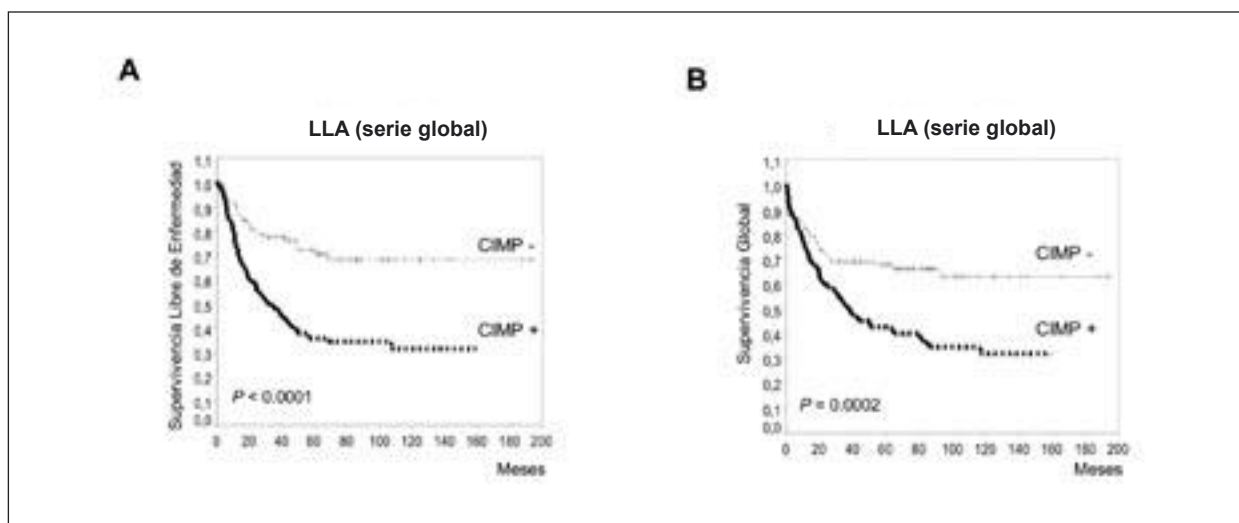 A
LLA (serie global)
Supervivencia Libre de Enfermedad
1,1
1,0
0,9
0,8
0,7
0,6
0,5
0,4
0,3
0,2
0,1
0,0
CIMP -
CIMP +
P < 0.0001
0 20 40 60 80 100 120 140 160 180 200
Meses
B
LLA (serie global)
Supervivencia Global
1,1
1,0
0,9
0,8
0,7
0,6
0,5
0,4
0,3
0,2
0,1
0,0
CIMP -
CIMP +
P = 0.0002
0 20 40 60 80 100 120 140 160 180 200
Meses